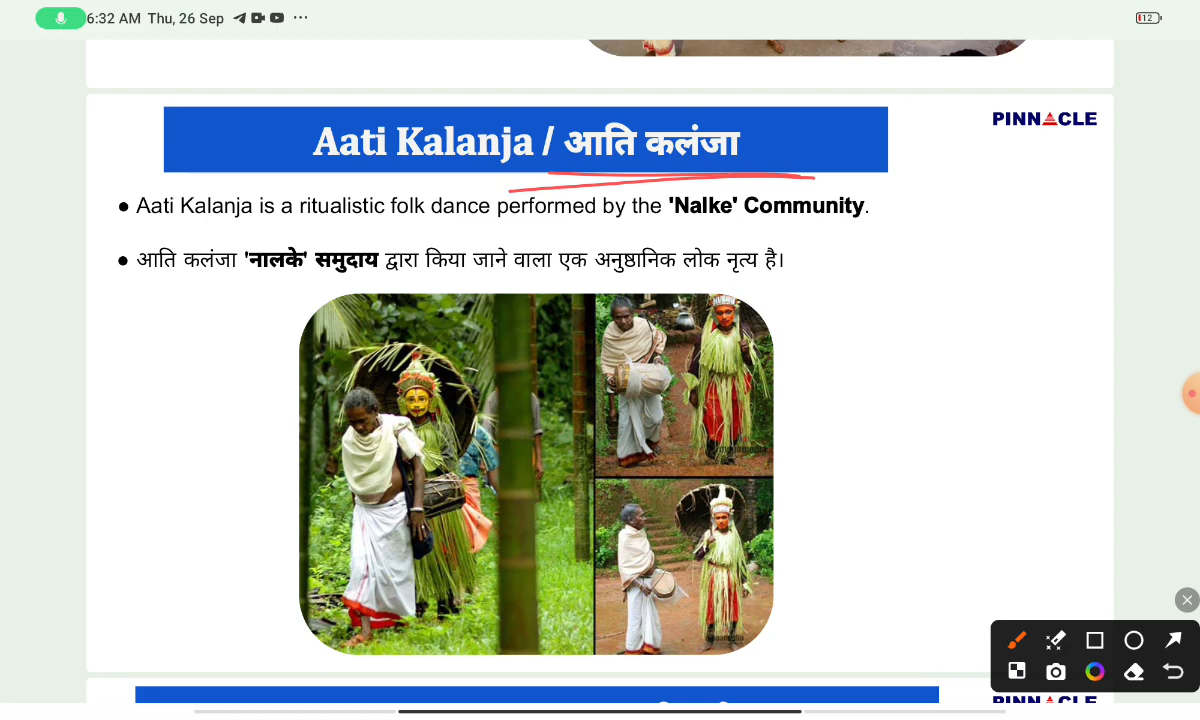 6:32 AM Thu, 26 Sep
12
PINNACLE
Aati Kalanja / आति कलंजा
● Aati Kalanja is a ritualistic folk dance performed by the 'Nalke' Community.
● आति कलंजा 'नालके' समुदाय द्वारा किया जाने वाला एक अनुष्ठानिक लोक नृत्य है।
PINNACLE